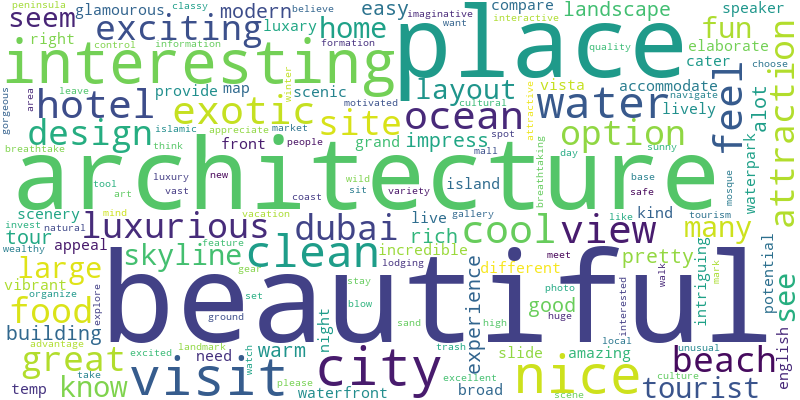 peninsula classy believe imaginative interactive compare landscape speaker
glamourous modern easy want fun elaborate
seem exciting luxary home place quality
right control information formation cater
interesting attraction
leave provide map scenic layout vista accommodate choose
gorgeous area hotel exotic winter motivated cultural water navigate lively feel alot
islamic appreciate market site ocean attractive
design front people grand impress spot option
breathtake think mall day sunny waterpark
architecture
tool luxury new wild island breathtaking base
art vast coast sit variety safe mosque
scenery mind vacation live gallery kind like tourism
invest natural luxurious dubai rich cool view many
wealthy tour feature
appeal skyline clean incredible meet pretty see
large gear lodging different intriguing mark potential
vibrant beautiful
organize explore set stay photo interested walk
food ground blow experience good huge
building night sand high local
advantage landmark trash unusual
great excited need watch warm city slide amazing beach english
take visit excellent nice culture
temp know please waterfront broad scene tourist